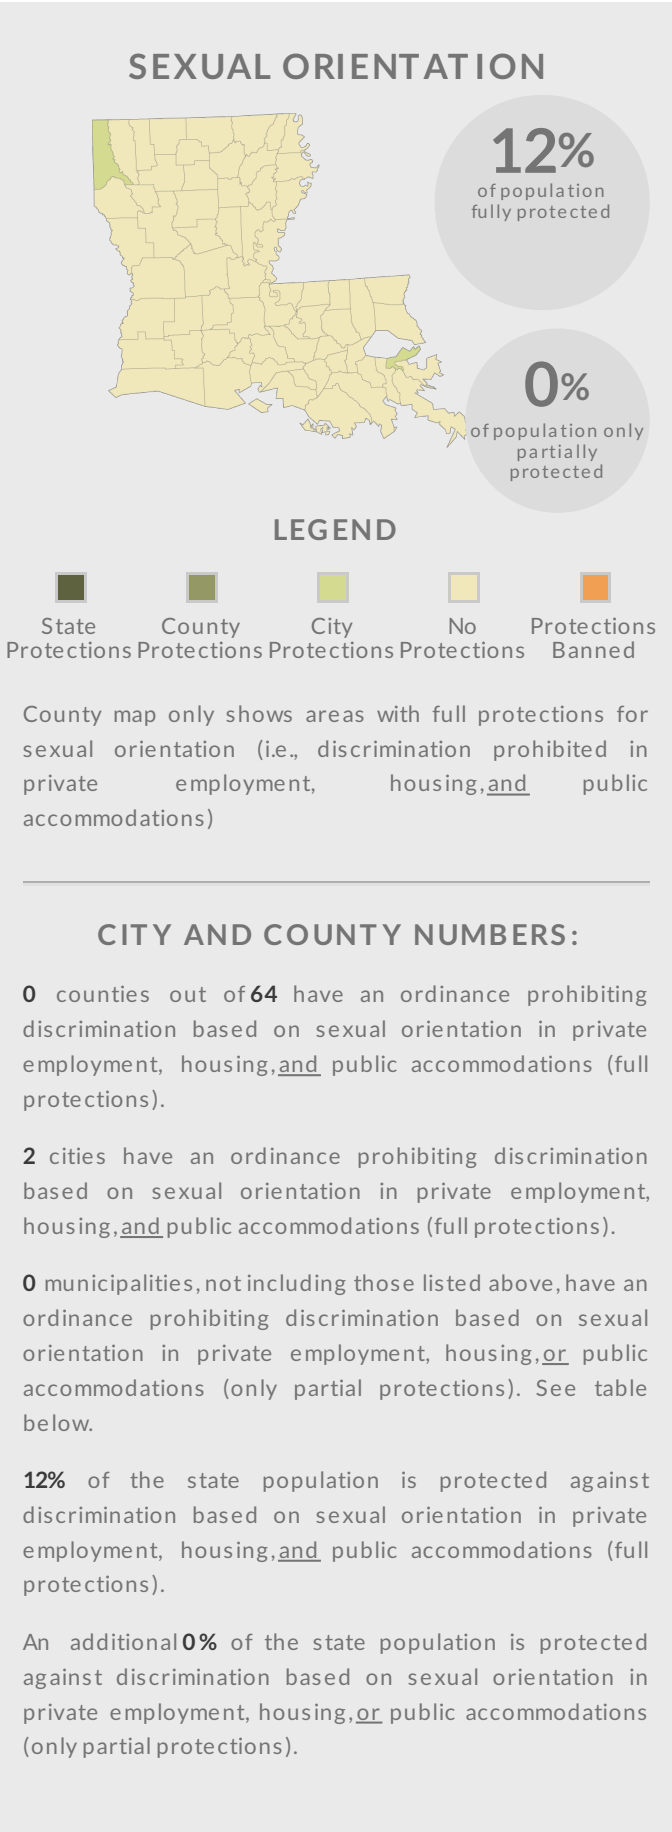 SEXUAL ORIENTATION
12%
of population
fully protected
0%
of population only
partially
protected
LEGEND
State
Protections
County
Protections
City
Protections
No
Protections
Protections
Banned
County map only shows areas with full protections for
sexual orientation (i.e., discrimination prohibited in
private employment, housing, and public
accommodations)
CITY AND COUNTY NUMBERS:
0 counties out of 64 have an ordinance prohibiting
discrimination based on sexual orientation in private
employment, housing, and public accommodations (full
protections).
2 cities have an ordinance prohibiting discrimination
based on sexual orientation in private employment,
housing, and public accommodations (full protections).
0 municipalities, not including those listed above, have an
ordinance prohibiting discrimination based on sexual
orientation in private employment, housing, or public
accommodations (only partial protections). See table
below.
12% of the state population is protected against
discrimination based on sexual orientation in private
employment, housing, and public accommodations (full
protections).
An additional 0% of the state population is protected
against discrimination based on sexual orientation in
private employment, housing, or public accommodations
(only partial protections).